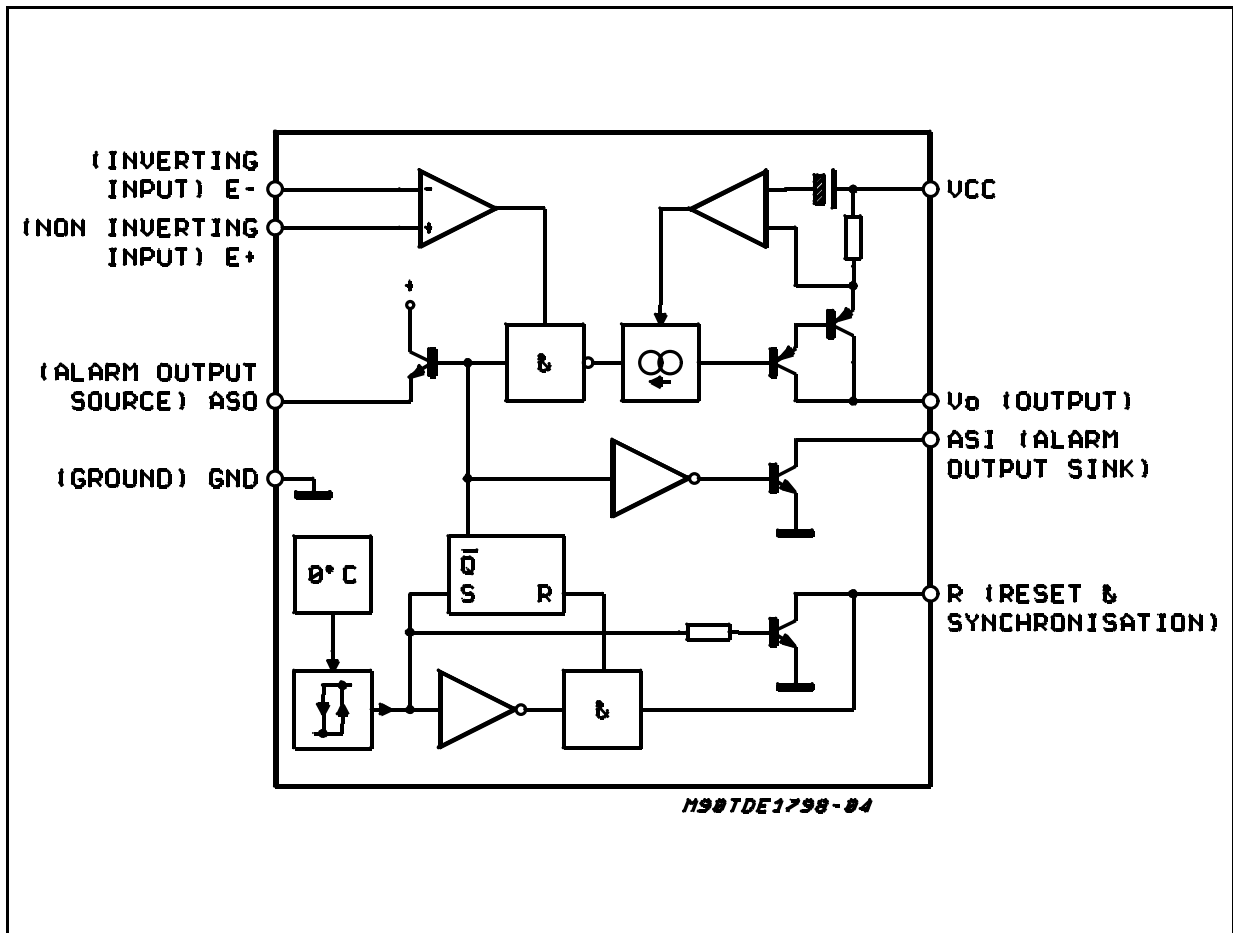 (INVERTING
INPUT) E-
(NON INVERTING
INPUT) E+
(ALARM OUTPUT
SOURCE) ASO
(GROUND) GND
-
+
+
&
0°C
Q̅
S R
&
VCC
Vo (OUTPUT)
ASI (ALARM
OUTPUT SINK)
R (RESET &
SYNCHRONISATION)
M90TDE1798-04